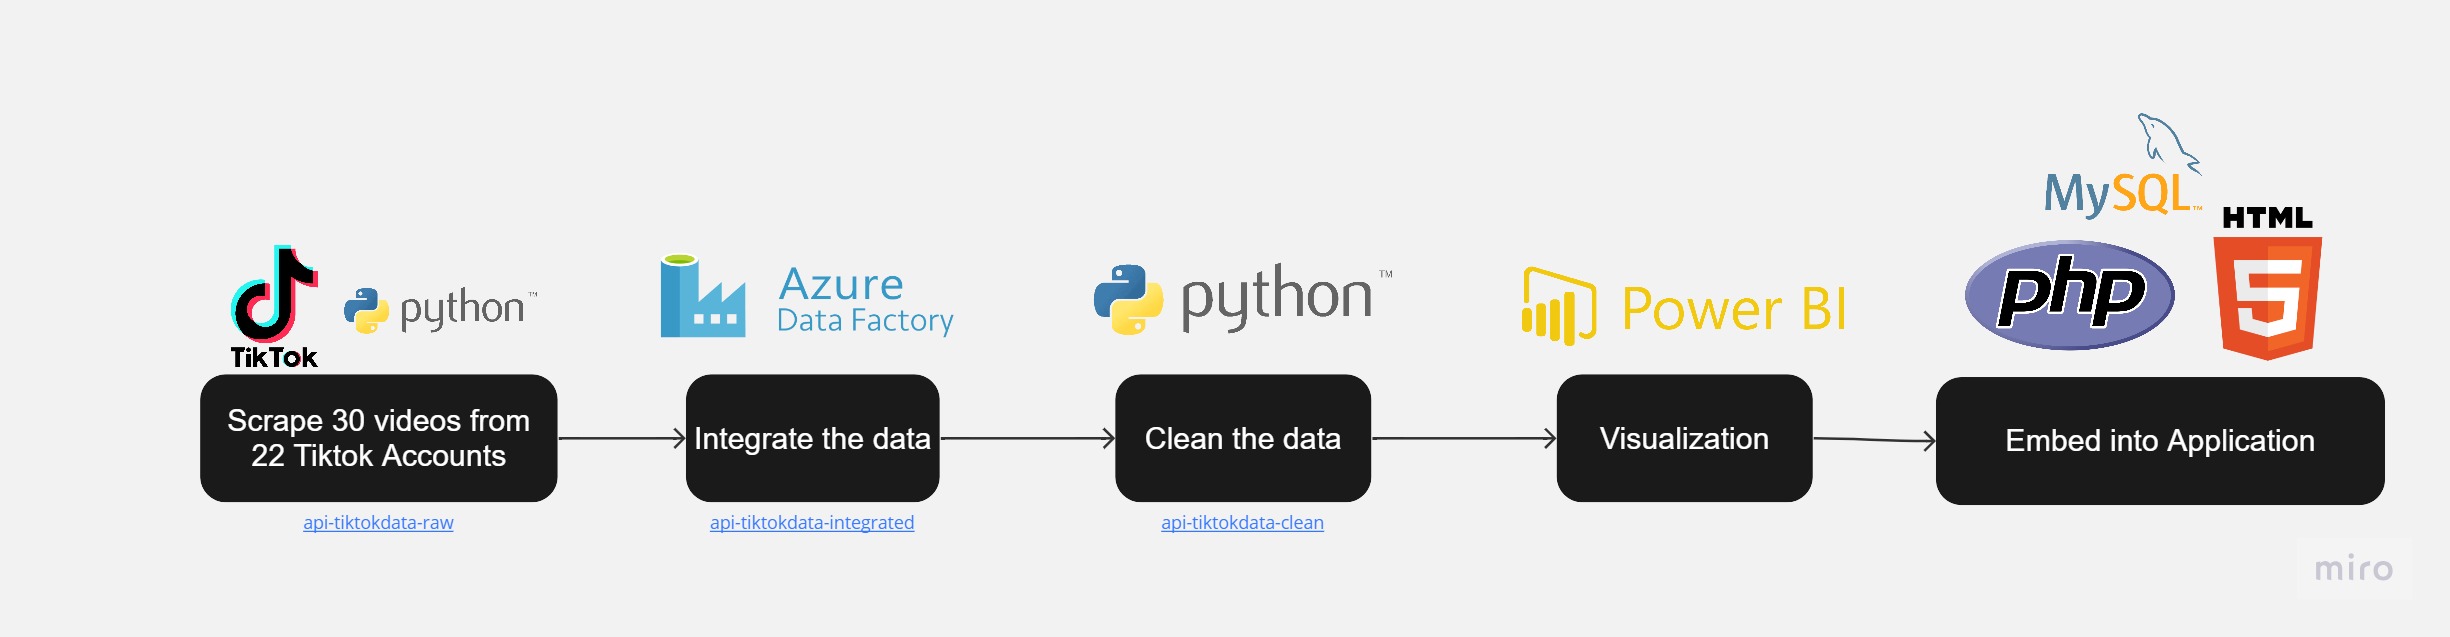 MySQL™
HTML
5
TikTok
python™
Azure
Data Factory
python™
Power BI
php
Scrape 30 videos from
22 Tiktok Accounts
Integrate the data
Clean the data
Visualization
Embed into Application
api-tiktokdata-raw
api-tiktokdata-integrated
api-tiktokdata-clean
miro